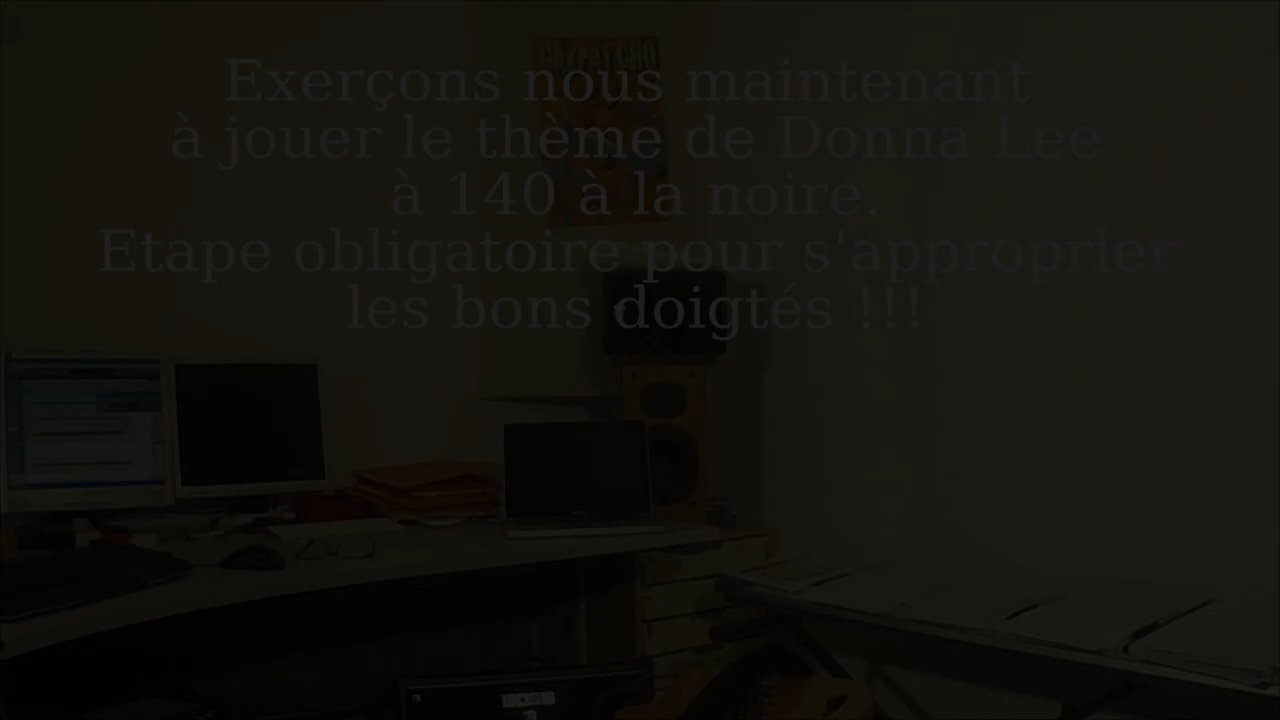 GAZPATCHO
Exerçons nous maintenant
à jouer le thème de Donna Lee
à 140 à la noire.
Etape obligatoire pour s'approprier
les bons doigtés !!!